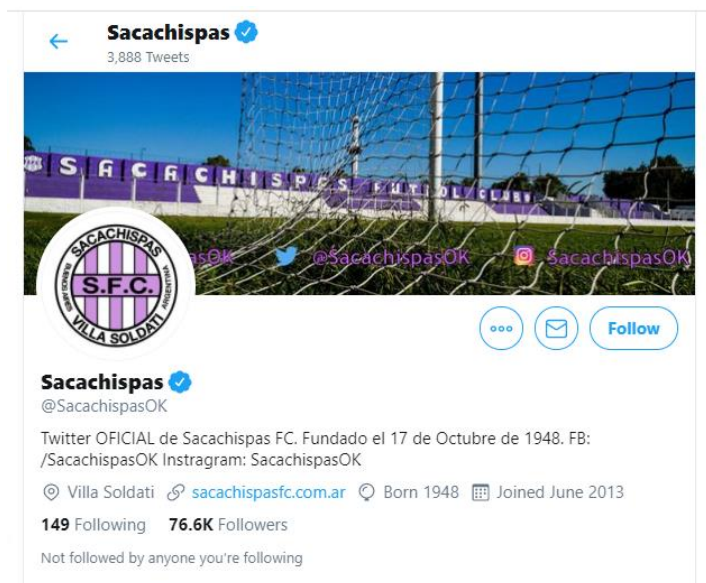 Sacachispas
3,888 Tweets
SACACHISPAS FUTBOL CLUB
asOK @SacachispasOK SacachispasOK
SACACHISPAS
BUENOS AIRES S.F.C. ARGENTINA
VILLA SOLDATI
Follow
Sacachispas
@SacachispasOK
Twitter OFICIAL de Sacachispas FC. Fundado el 17 de Octubre de 1948. FB:
/SacachispasOK Instragram: SacachispasOK
Villa Soldati sacachispasfc.com.ar Born 1948 Joined June 2013
149 Following 76.6K Followers
Not followed by anyone you're following